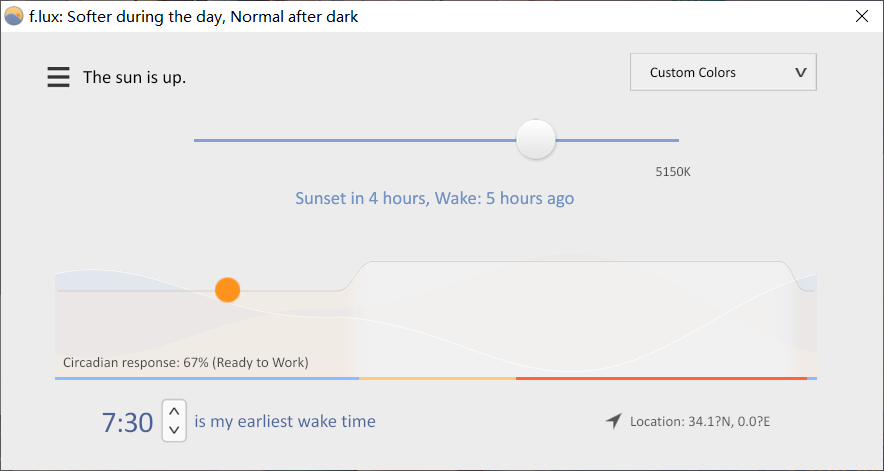 f.lux: Softer during the day, Normal after dark
The sun is up.
Custom Colors
5150K
Sunset in 4 hours, Wake: 5 hours ago
Circadian response: 67% (Ready to Work)
7:30 is my earliest wake time
Location: 34.1?N, 0.0?E